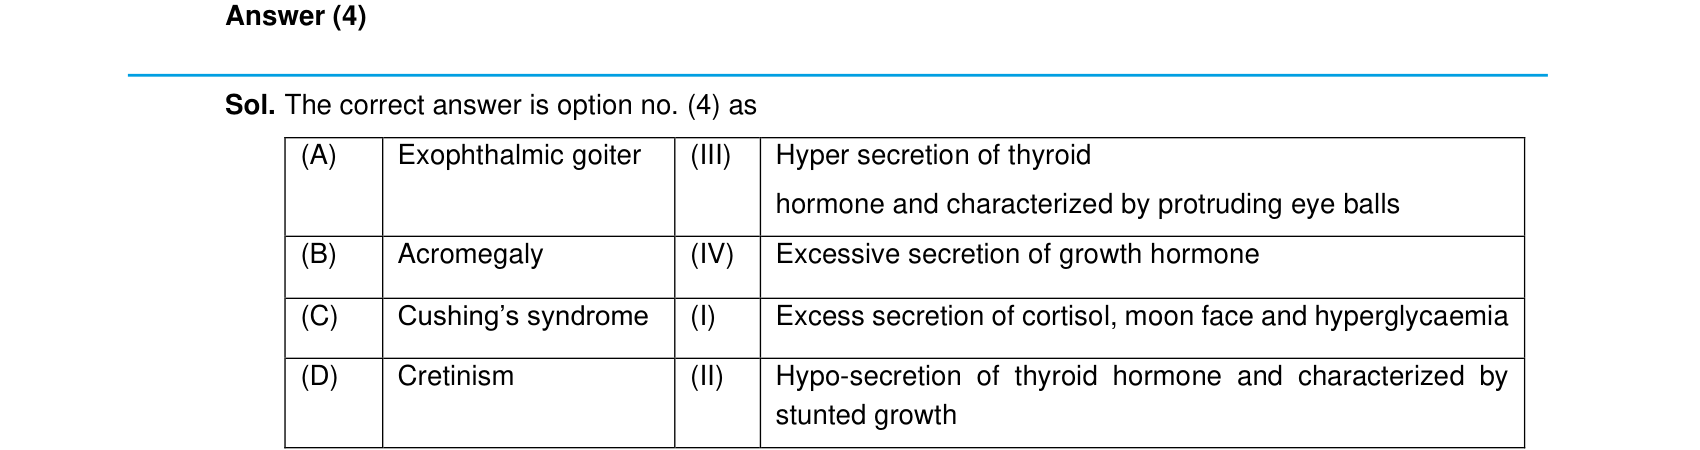 Answer (4)
Sol. The correct answer is option no. (4) as
(A) Exophthalmic goiter (III) Hyper secretion of thyroid
hormone and characterized by protruding eye balls
(B) Acromegaly (IV) Excessive secretion of growth hormone
(C) Cushing’s syndrome (I) Excess secretion of cortisol, moon face and hyperglycaemia
(D) Cretinism (II) Hypo-secretion of thyroid hormone and characterized by
stunted growth